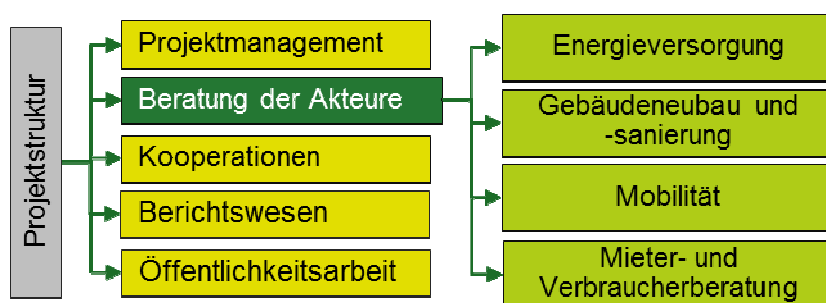 Projektstruktur
Projektmanagement
Beratung der Akteure
Kooperationen
Berichtswesen
Öffentlichkeitsarbeit
Energieversorgung
Gebäudeneubau und
-sanierung
Mobilität
Mieter- und
Verbraucherberatung